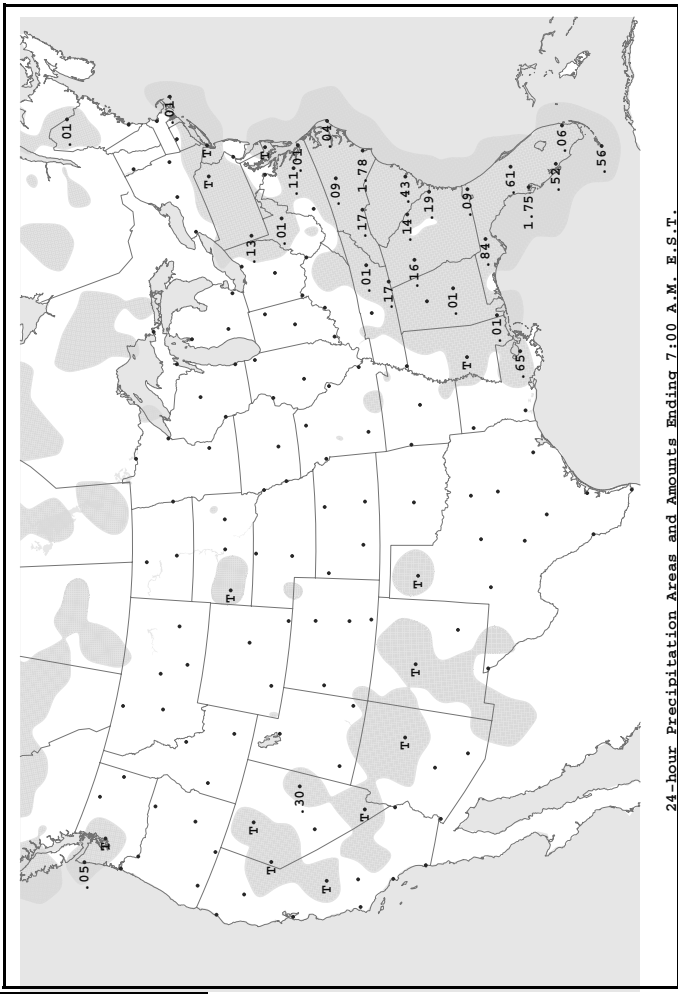 .01
.05
T
.01
T
T
T
.13
T
T
T
.01
.11
.01
.30
T
.04
.09
.17
1.78
T
.01
.17
T
.43
.14
.16
T
T
.19
.01
T
.09
.84
.01
.61
.65
1.75
.52
.06
.56
24-hour Precipitation Areas and Amounts Ending 7:00 A.M. E.S.T.